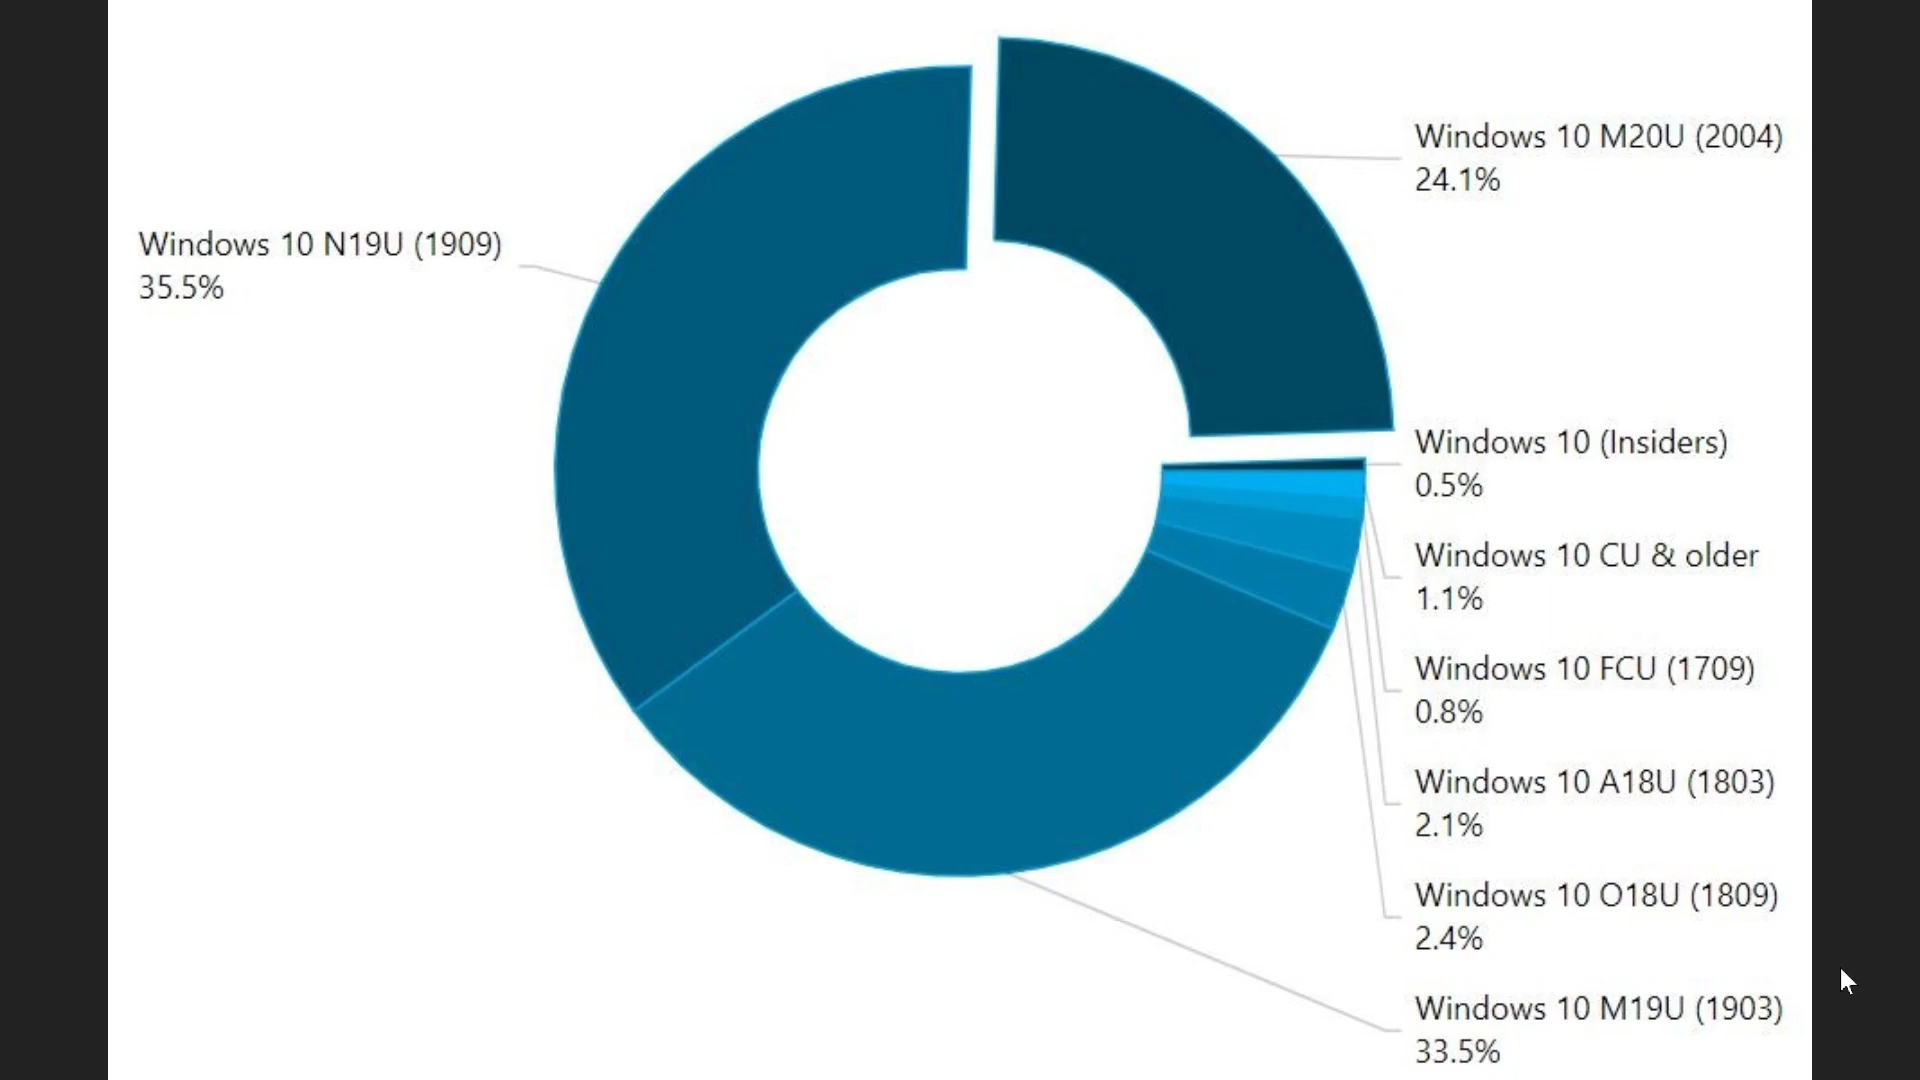 Windows 10 M20U (2004)
24.1%
Windows 10 N19U (1909)
35.5%
Windows 10 (Insiders)
0.5%
Windows 10 CU & older
1.1%
Windows 10 FCU (1709)
0.8%
Windows 10 A18U (1803)
2.1%
Windows 10 O18U (1809)
2.4%
Windows 10 M19U (1903)
33.5%